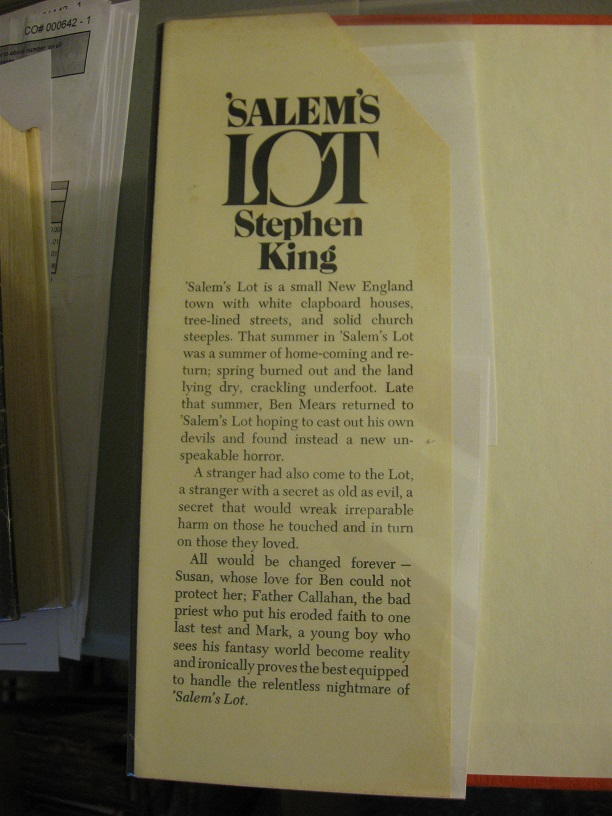 CO# 000642 - 1
'SALEM'S
LOT
Stephen
King
'Salem's Lot is a small New England
town with white clapboard houses,
tree-lined streets, and solid church
steeples. That summer in 'Salem's Lot
was a summer of home-coming and re-
turn; spring burned out and the land
lying dry, crackling underfoot. Late
that summer, Ben Mears returned to
'Salem's Lot hoping to cast out his own
devils and found instead a new un-
speakable horror.
A stranger had also come to the Lot,
a stranger with a secret as old as evil, a
secret that would wreak irreparable
harm on those he touched and in turn
on those they loved.
All would be changed forever —
Susan, whose love for Ben could not
protect her; Father Callahan, the bad
priest who put his eroded faith to one
last test and Mark, a young boy who
sees his fantasy world become reality
and ironically proves the best equipped
to handle the relentless nightmare of
'Salem's Lot.